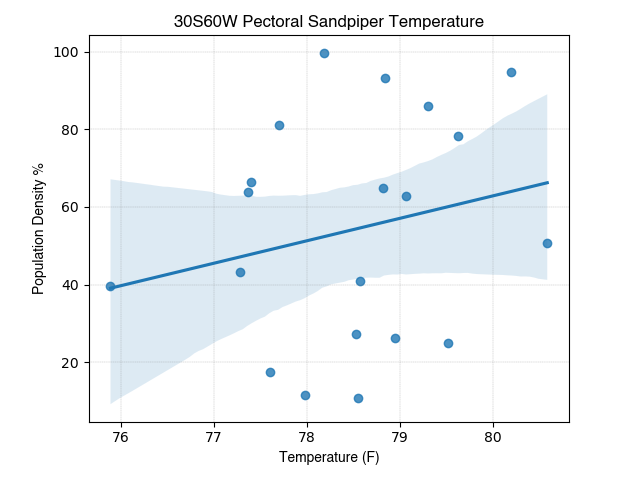 30S60W Pectoral Sandpiper Temperature
100
80
60
40
20
Population Density %
76 77 78 79 80
Temperature (F)